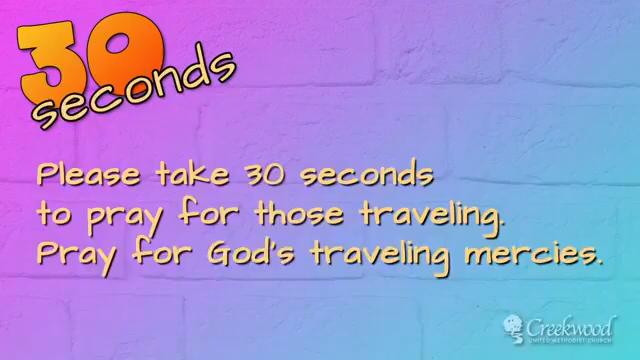 30
seconds
Please take 30 seconds
to pray for those traveling.
Pray for God's traveling mercies.
Creekwood
UNITED METHODIST CHURCH